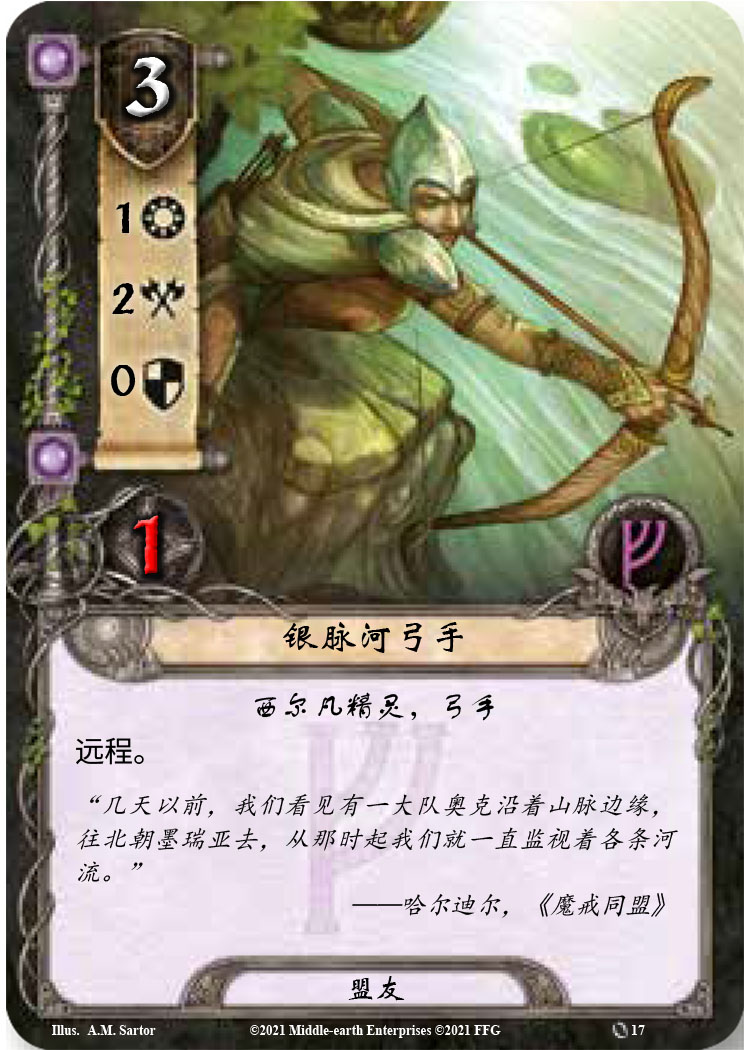 3
1
2
0
1
银脉河弓手
西尔凡精灵，弓手
远程。
“几天以前，我们看见有一大队奥克沿着山脉边缘，
往北朝墨瑞亚去，从那时起我们就一直监视着各条河
流。”
——哈尔迪尔，《魔戒同盟》
盟友
Illus. A.M. Sartor ©2021 Middle-earth Enterprises ©2021 FFG 17